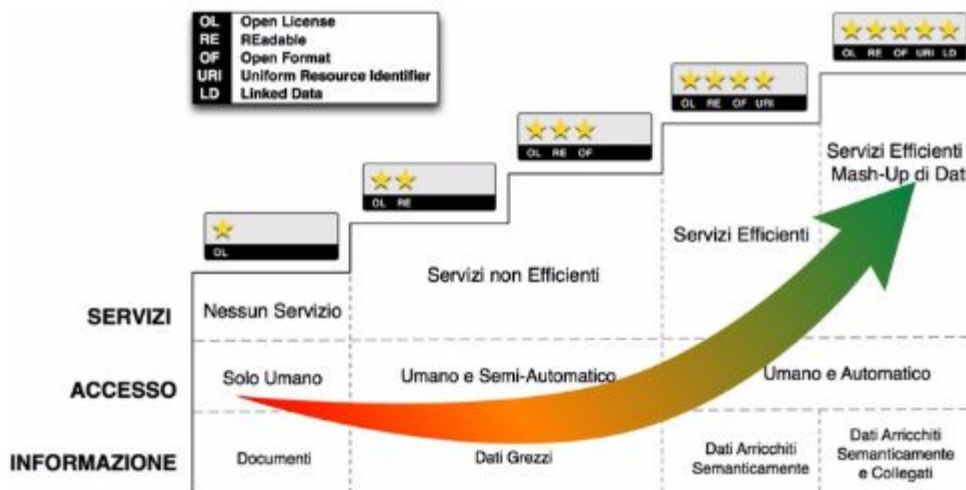 OL Open License
RE REadable
OF Open Format
URI Uniform Resource Identifier
LD Linked Data
OL RE OF URI LD
OL RE OF URI
OL RE OF
OL RE
OL
Servizi Efficienti
Mash-Up di Dati
Servizi Efficienti
Servizi non Efficienti
SERVIZI
Nessun Servizio
ACCESSO
Solo Umano
Umano e Semi-Automatico
Umano e Automatico
INFORMAZIONE
Documenti
Dati Grezzi
Dati Arricchiti
Semanticamente
Dati Arricchiti
Semanticamente
e Collegati